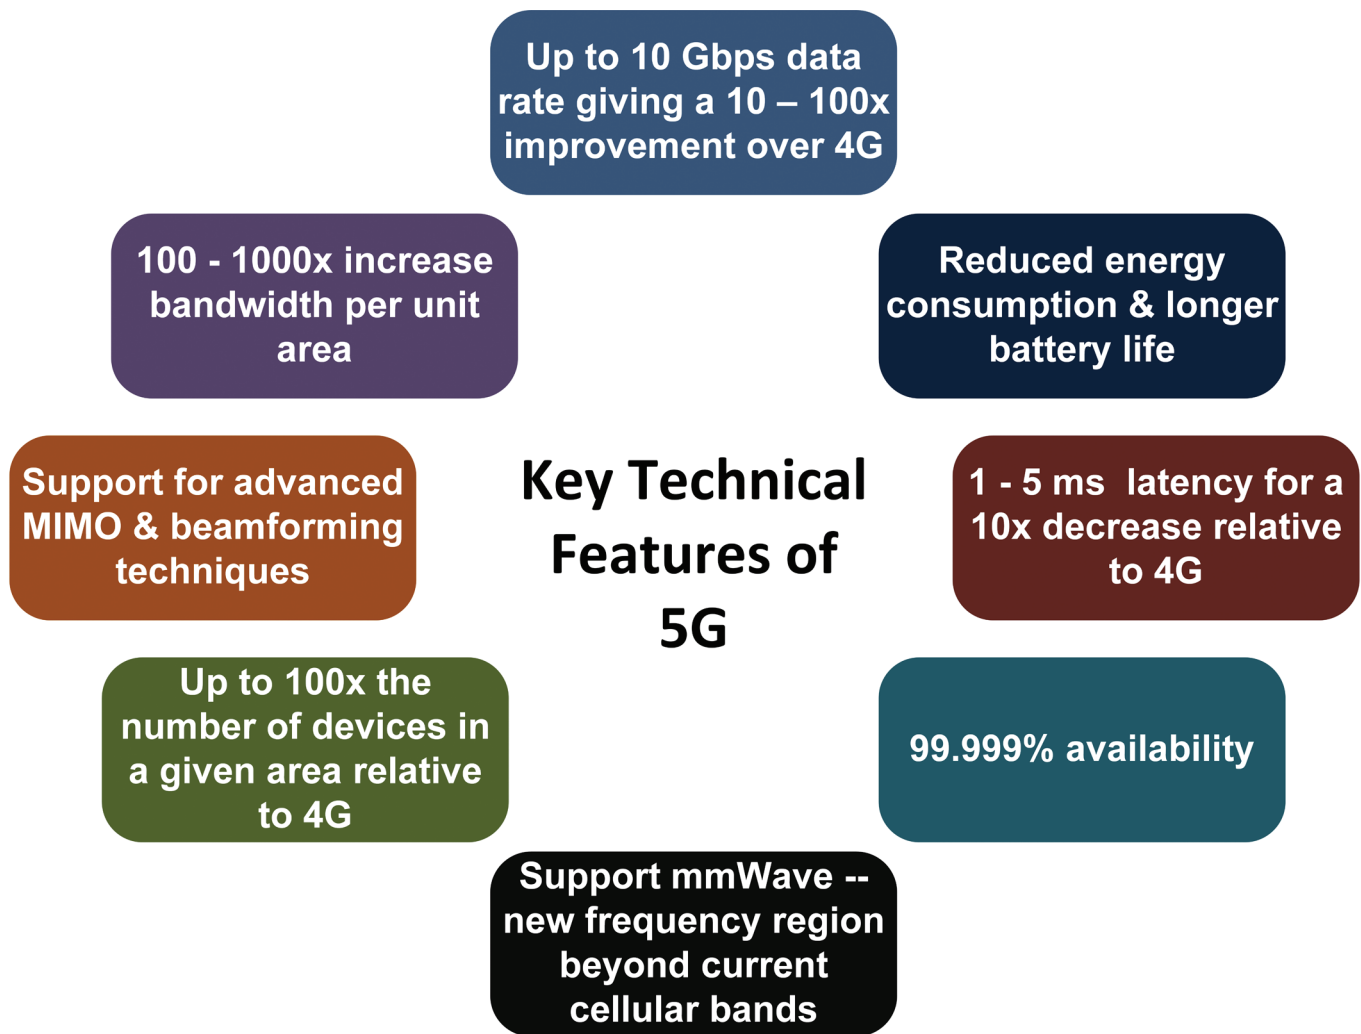 Up to 10 Gbps data
rate giving a 10 – 100x
improvement over 4G
100 - 1000x increase
bandwidth per unit
area
Reduced energy
consumption & longer
battery life
Support for advanced
MIMO & beamforming
techniques
Key Technical
Features of
5G
1 - 5 ms  latency for a
10x decrease relative
to 4G
Up to 100x the
number of devices in
a given area relative
to 4G
99.999% availability
Support mmWave --
new frequency region
beyond current
cellular bands